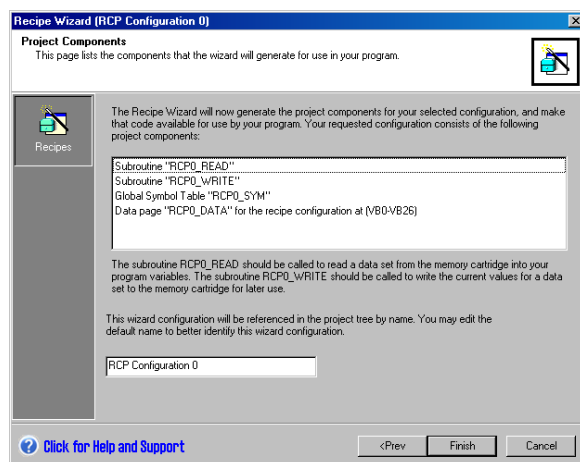 Recipe Wizard (RCP Configuration 0)
Project Components
This page lists the components that the wizard will generate for use in your program.
Recipes
The Recipe Wizard will now generate the project components for your selected configuration, and make
that code available for use by your program. Your requested configuration consists of the following
project components:
Subroutine "RCP0_READ"
Subroutine "RCP0_WRITE"
Global Symbol Table "RCP0_SYM"
Data page "RCP0_DATA" for the recipe configuration at (VB0-VB26)
The subroutine RCP0_READ should be called to read a data set from the memory cartridge into your
program variables. The subroutine RCP0_WRITE should be called to write the current values for a data
set to the memory cartridge for later use.
This wizard configuration will be referenced in the project tree by name. You may edit the
default name to better identify this wizard configuration.
RCP Configuration 0
Click for Help and Support
<Prev
Finish
Cancel